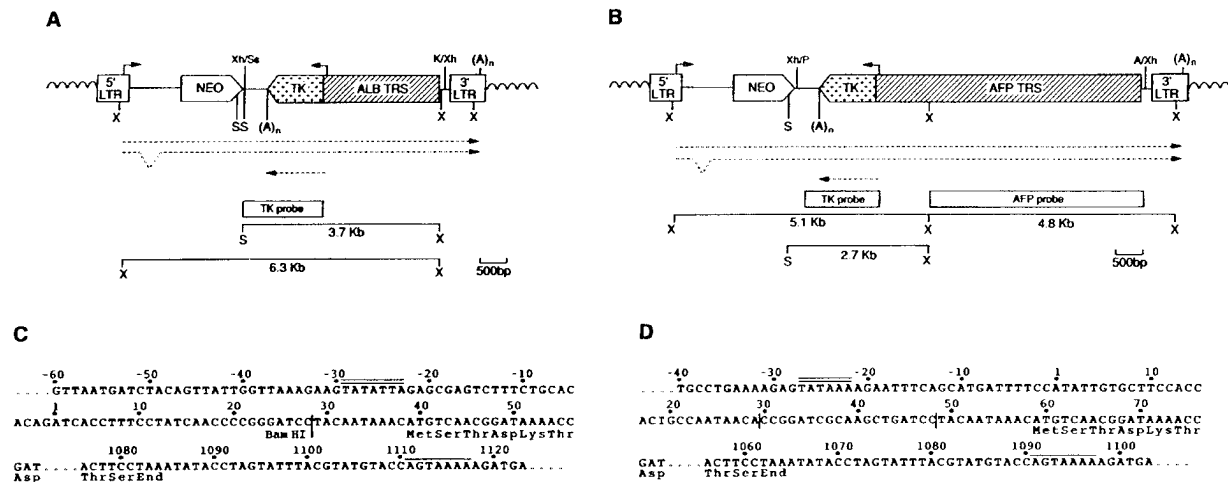 A
B
Xh/Sc
K/Xh
(A)n
5' LTR
NEO
TK
ALB TRS
3' LTR
X
SS
(A)n
X
X
TK probe
S
3.7 Kb
X
X
6.3 Kb
X
500bp
Xh/P
A/Xh
(A)n
5' LTR
NEO
TK
AFP TRS
3' LTR
X
S
(A)n
X
X
TK probe
AFP probe
X
5.1 Kb
X
4.8 Kb
X
S
2.7 Kb
X
500bp
C
-60 -50 -40 -30 -20 -10
.....GTTAATGATCTACAGTTATTGGTTAAAGAAGTATATTAGAGCGAGTCTTTCTGCAC
1 10 20 30 40 50
ACAGATCACCTTTCCTATCAACCCCGGGATCCTACAATAAACATGTCAACGGATAAAACC
BamHI MetSerThrAspLysThr
1080 1090 1100 1110 1120
GAT.....ACTTCCTAAATATACCTAGTATTTACGTATGTACCAGTAAAAAGATGA.....
Asp ThrSerEnd
D
-40 -30 -20 -10 1 10
.....TGCCTGAAAAGAGTATAAAAGAATTTCAGCATGATTTTCCATATTGTGCTTCCACC
20 30 40 50 60 70
ACTGCCAATAACACCGGATCGCAAGCTGATCCTACAATAAACATGTCAACGGATAAAACC
MetSerThrAspLysThr
1060 1070 1080 1090 1100
GAT.....ACTTCCTAAATATACCTAGTATTTACGTATGTACCAGTAAAAAGATGA.....
Asp ThrSerEnd